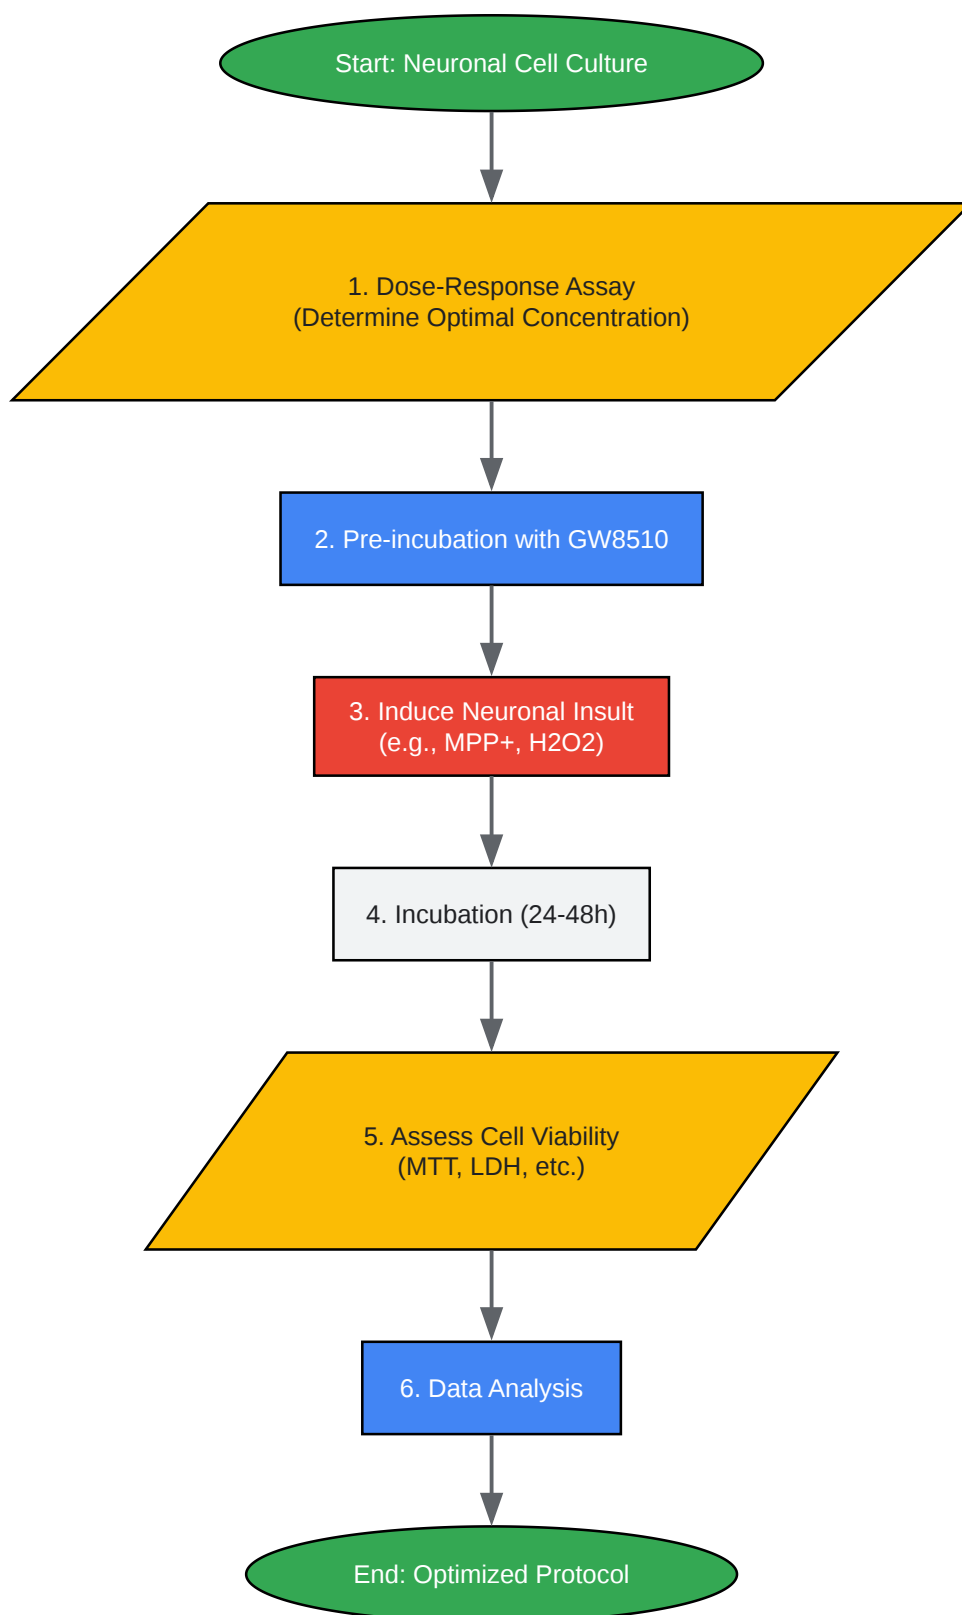 Start: Neuronal Cell Culture
1. Dose-Response Assay
(Determine Optimal Concentration)
2. Pre-incubation with GW8510
3. Induce Neuronal Insult
(e.g., MPP+, H2O2)
4. Incubation (24-48h)
5. Assess Cell Viability
(MTT, LDH, etc.)
6. Data Analysis
End: Optimized Protocol